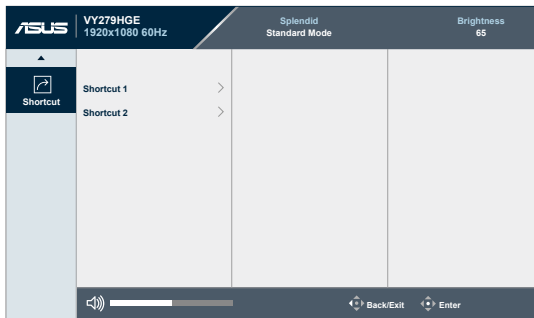 ASUS
VY279HGE
1920x1080 60Hz
Splendid
Standard Mode
Brightness
65
Shortcut
Shortcut 1
Shortcut 2
Back/Exit
Enter